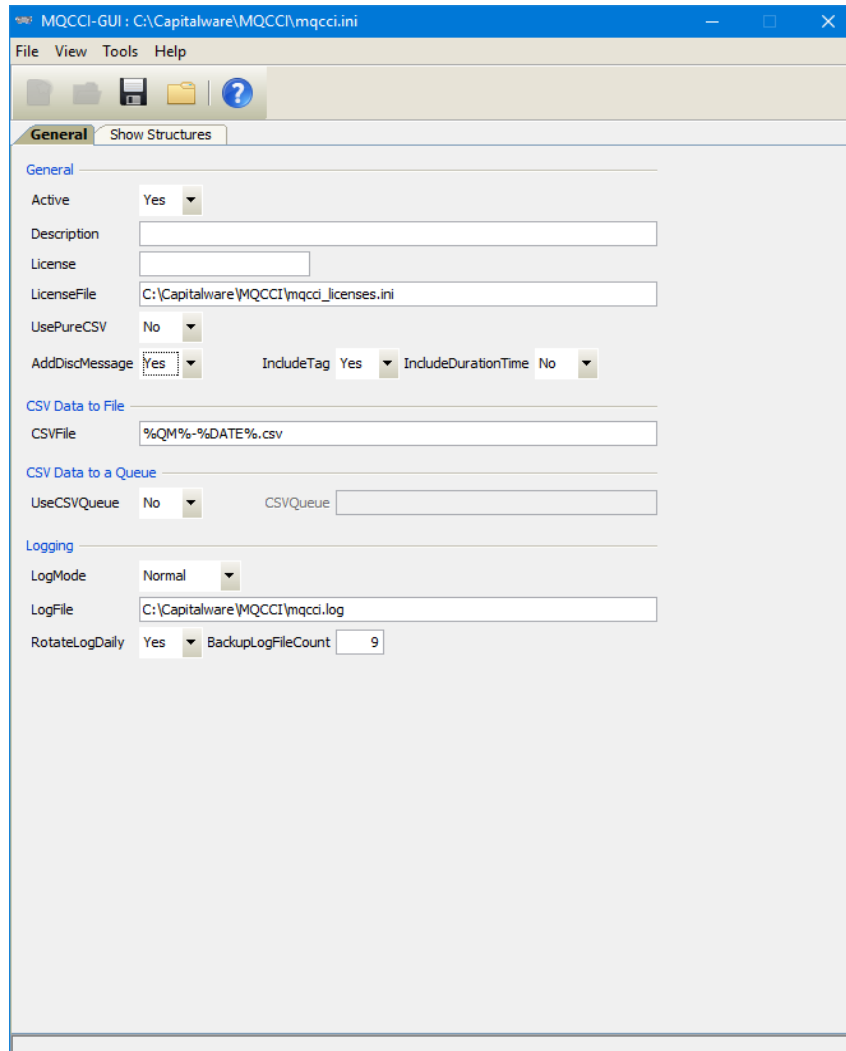 MQCCI-GUI : C:\Capitalware\MQCCI\mqcci.ini
File View Tools Help
?
General Show Structures
General
Active Yes
Description
License
LicenseFile C:\Capitalware\MQCCI\mqcci_licenses.ini
UsePureCSV No
AddDiscMessage Yes IncludeTag Yes IncludeDurationTime No
CSV Data to File
CSVFile %QM%-%DATE%.csv
CSV Data to a Queue
UseCSVQueue No CSVQueue
Logging
LogMode Normal
LogFile C:\Capitalware\MQCCI\mqcci.log
RotateLogDaily Yes BackupLogFileCount 9